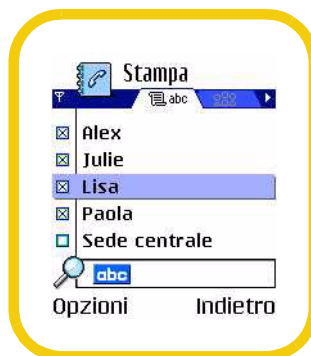 Stampa
abc
Alex
Julie
Lisa
Paola
Sede centrale
abc
Opzioni Indietro